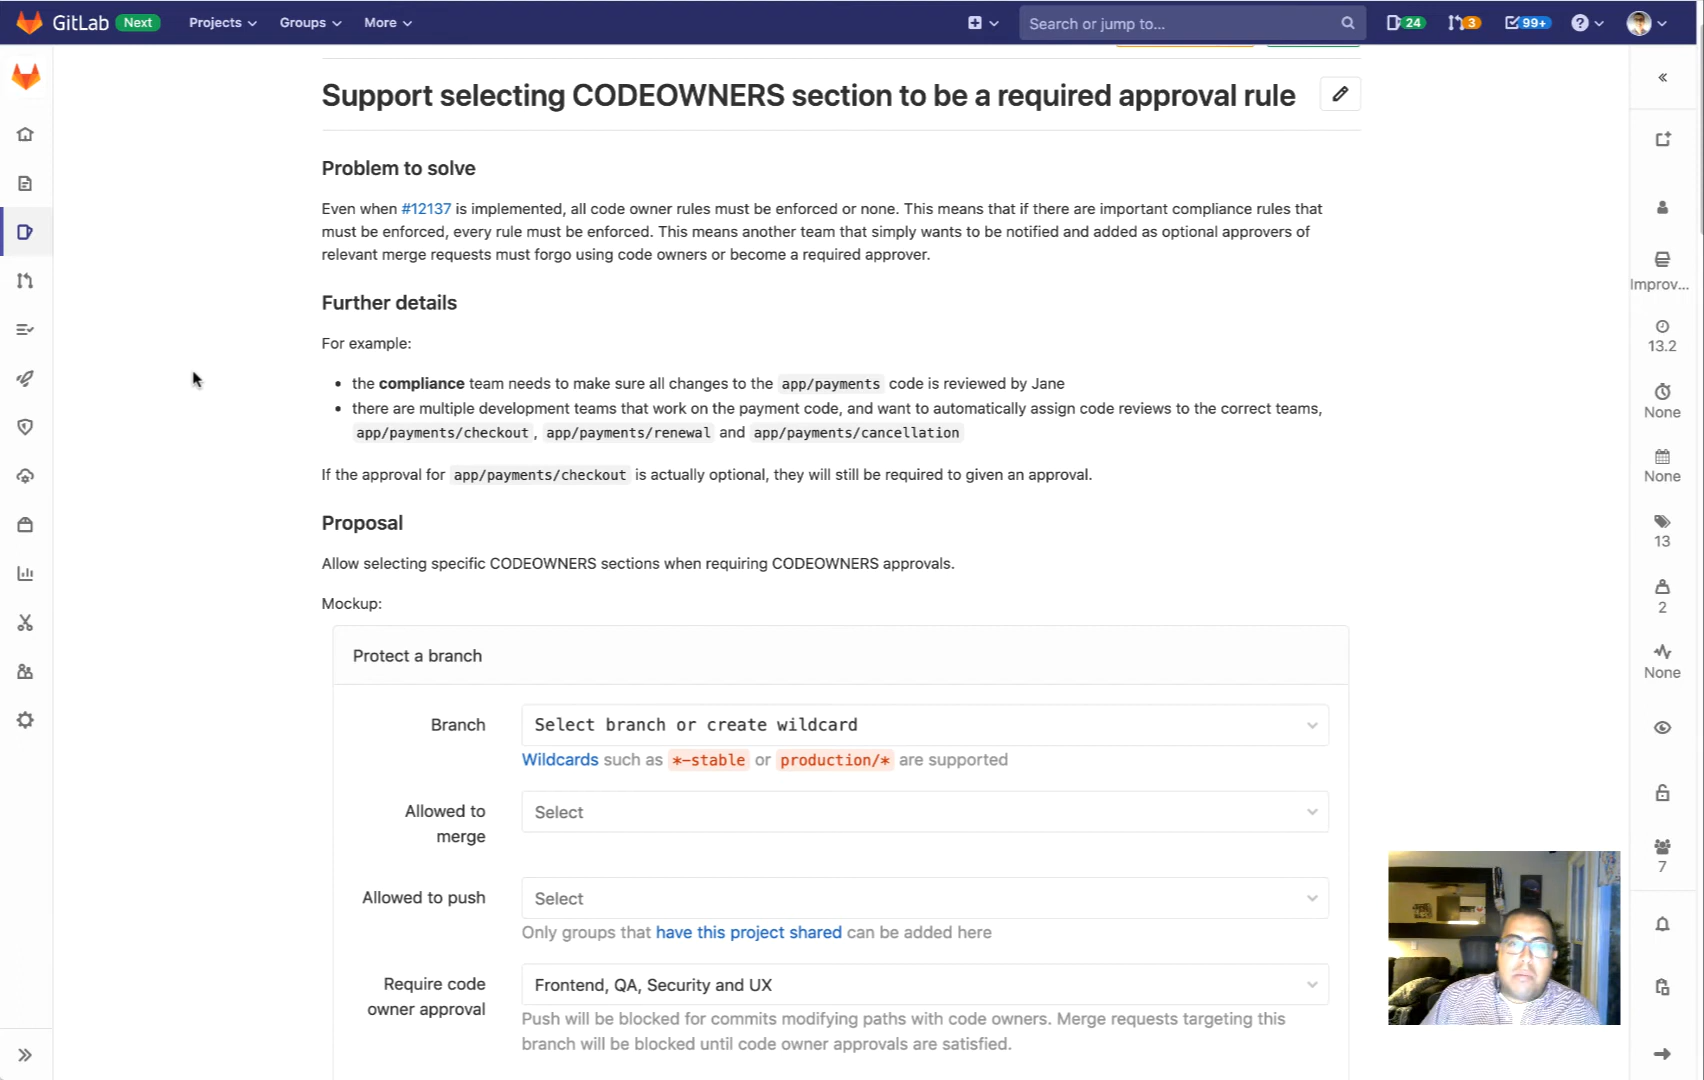 GitLab Next Projects Groups More Search or jump to... 24 3 99+
Support selecting CODEOWNERS section to be a required approval rule
Problem to solve
Even when #12137 is implemented, all code owner rules must be enforced or none. This means that if there are important compliance rules that
must be enforced, every rule must be enforced. This means another team that simply wants to be notified and added as optional approvers of
relevant merge requests must forgo using code owners or become a required approver.
Further details
For example:
• the compliance team needs to make sure all changes to the app/payments code is reviewed by Jane
• there are multiple development teams that work on the payment code, and want to automatically assign code reviews to the correct teams,
app/payments/checkout, app/payments/renewal and app/payments/cancellation
If the approval for app/payments/checkout is actually optional, they will still be required to given an approval.
Proposal
Allow selecting specific CODEOWNERS sections when requiring CODEOWNERS approvals.
Mockup:
Protect a branch
Branch Select branch or create wildcard
Wildcards such as *-stable or production/* are supported
Allowed to
merge
Select
Allowed to push Select
Only groups that have this project shared can be added here
Require code
owner approval
Frontend, QA, Security and UX
Push will be blocked for commits modifying paths with code owners. Merge requests targeting this
branch will be blocked until code owner approvals are satisfied.
Improv...
13.2
None
None
13
2
None
7